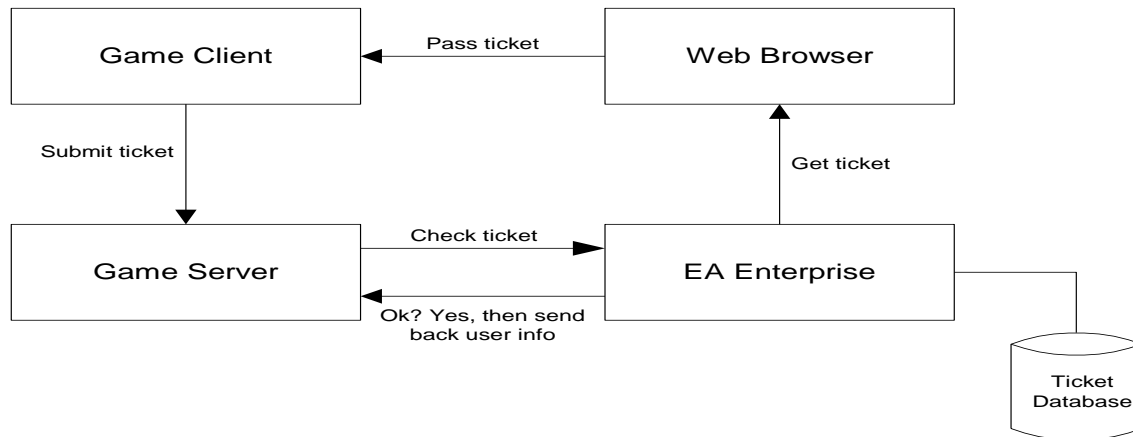 Game Client
Pass ticket
Web Browser
Submit ticket
Get ticket
Game Server
Check ticket
EA Enterprise
Ok? Yes, then send
back user info
Ticket
Database